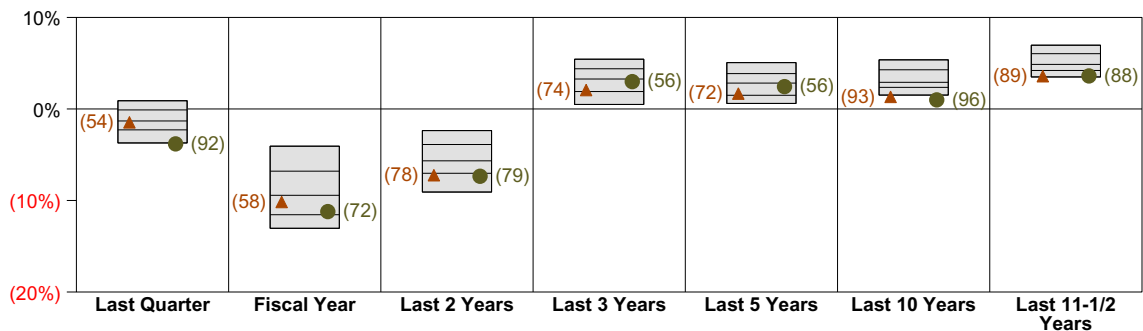 10%
0%
(10%)
(20%)
(54)
(92)
(58)
(72)
(78)
(79)
(74)
(56)
(72)
(56)
(93)
(96)
(89)
(88)
Last Quarter
Fiscal Year
Last 2 Years
Last 3 Years
Last 5 Years
Last 10 Years
Last 11-1/2
Years